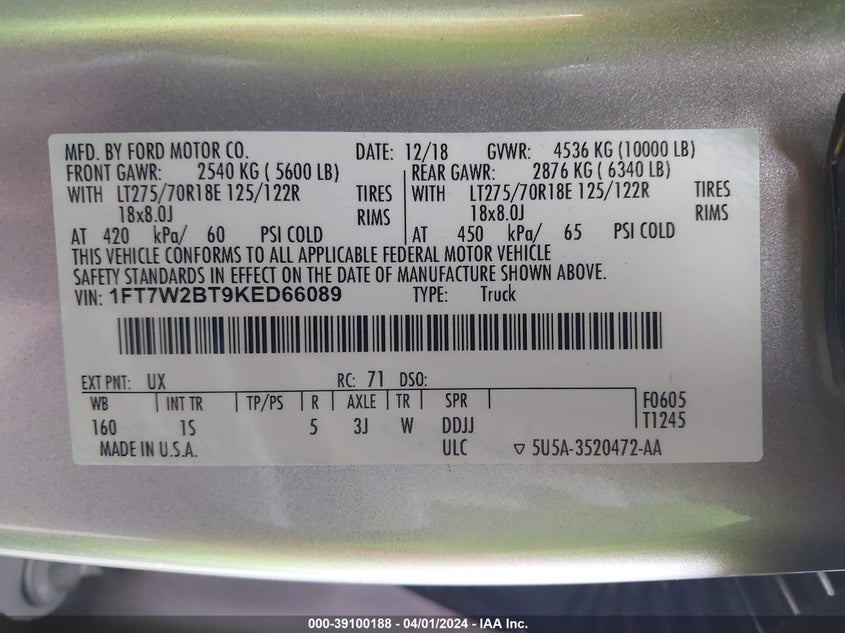 MFD. BY FORD MOTOR CO. DATE: 12/18 GVWR: 4536 KG (10000 LB)
FRONT GAWR: 2540 KG ( 5600 LB) REAR GAWR: 2876 KG ( 6340 LB)
WITH LT275/70R18E 125/122R TIRES WITH LT275/70R18E 125/122R TIRES
18x8.0J RIMS 18x8.0J RIMS
AT 420 kPa/ 60 PSI COLD AT 450 kPa/ 65 PSI COLD
THIS VEHICLE CONFORMS TO ALL APPLICABLE FEDERAL MOTOR VEHICLE
SAFETY STANDARDS IN EFFECT ON THE DATE OF MANUFACTURE SHOWN ABOVE.
VIN: 1FT7W2BT9KED66089 TYPE: Truck
EXT PNT: UX RC: 71 DSO:
WB INT TR TP/PS R AXLE TR SPR F0605
160 1S 5 3J W DDJJ T1245
MADE IN U.S.A. ULC ▽ 5U5A-3520472-AA
000-39100188 - 04/01/2024 - IAA Inc.